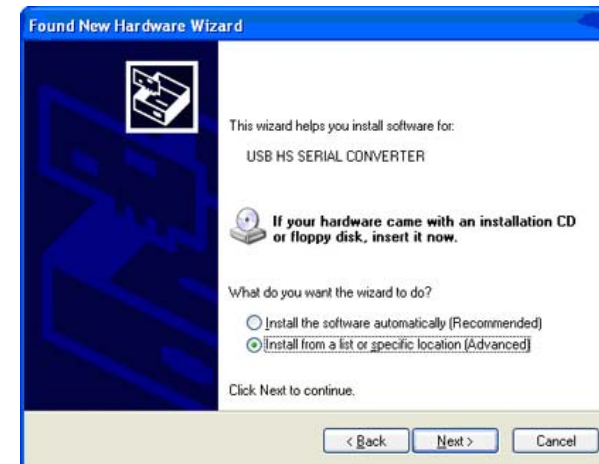 Found New Hardware Wizard
This wizard helps you install software for:
USB HS SERIAL CONVERTER
If your hardware came with an installation CD
or floppy disk, insert it now.
What do you want the wizard to do?
Install the software automatically (Recommended)
Install from a list or specific location (Advanced)
Click Next to continue.
< Back Next > Cancel